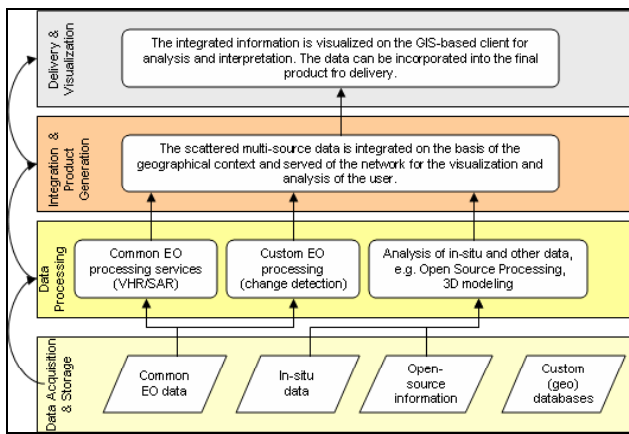 Delivery &
Visualization
The integrated information is visualized on the GIS-based client for
analysis and interpretation. The data can be incorporated into the final
product fro delivery.
Integration &
Product
Generation
The scattered multi-source data is integrated on the basis of the
geographical context and served of the network for the visualization and
analysis of the user.
Data
Processing
Common EO
processing services
(VHR/SAR)
Custom EO
processing
(change detection)
Analysis of in-situ and other data,
e.g. Open Source Processing,
3D modeling
Data Acquisition
& Storage
Common
EO data
In-situ
data
Open-
source
information
Custom
(geo)
databases